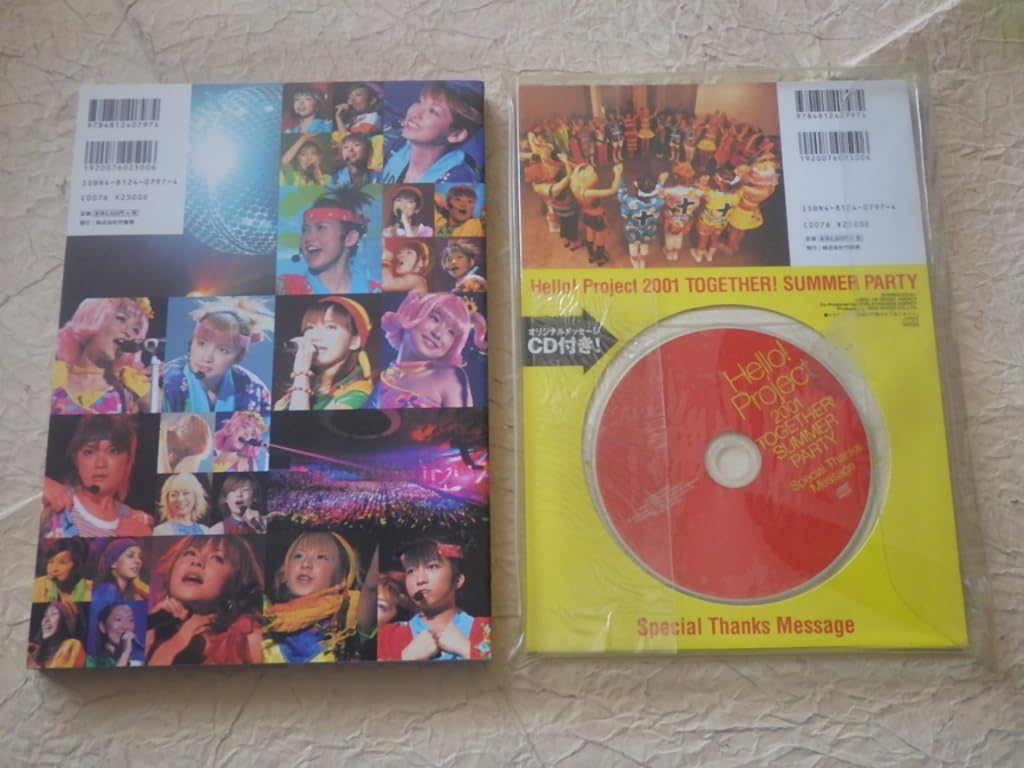 9784812407974
1920076025006
ISBN4-8124-0797-4
C0076 ¥2500E
9784812407974
1920076025006
ISBN4-8124-0797-4
C0076 ¥2500E
Hello! Project 2001 TOGETHER! SUMMER PARTY
オリジナルメッセージ
CD付き!
Hello!
Project
2001
TOGETHER!
SUMMER
PARTY
Special Thanks
Message
Special Thanks Message